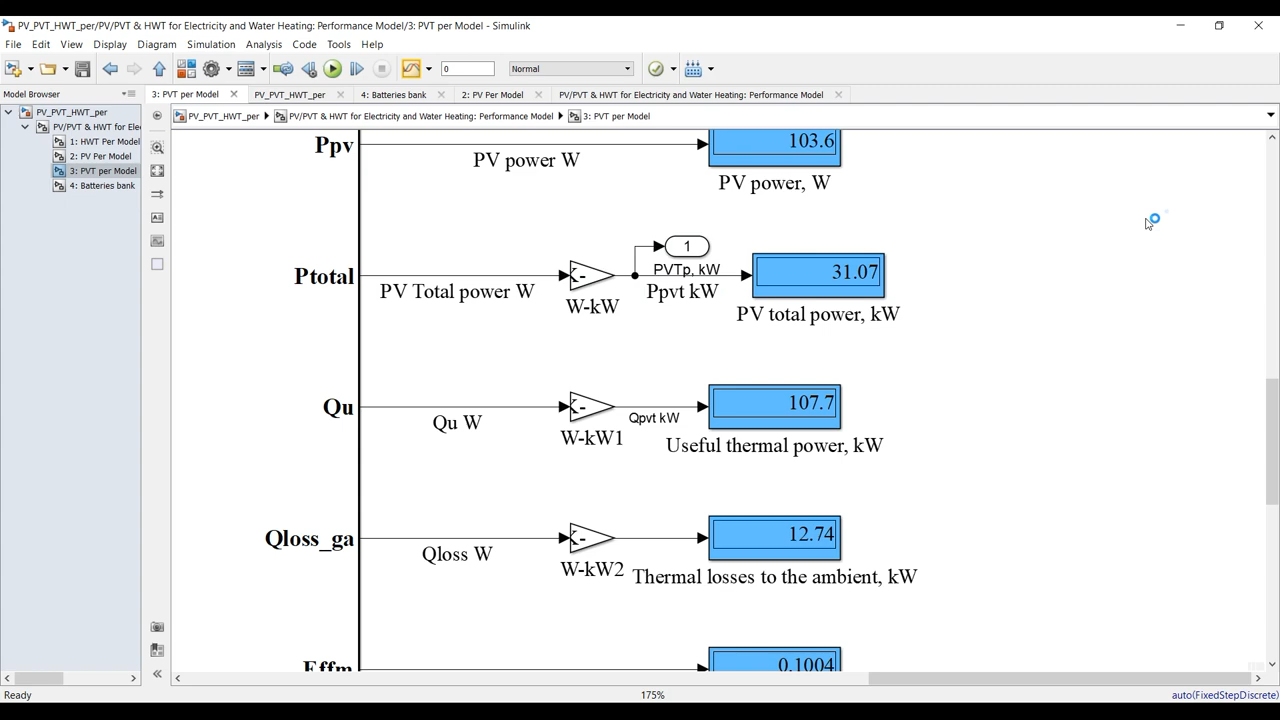 PV_PVT_HWT_per/PV/PVT & HWT for Electricity and Water Heating: Performance Model/3: PVT per Model - Simulink
File Edit View Display Diagram Simulation Analysis Code Tools Help
0
Normal
Model Browser
3: PVT per Model
PV_PVT_HWT_per
4: Batteries bank
2: PV Per Model
PV/PVT & HWT for Electricity and Water Heating: Performance Model
PV_PVT_HWT_per
PV/PVT & HWT for Electricity and Water Heating: Performance Model
3: PVT per Model
PV_PVT_HWT_per
PV/PVT & HWT for Ele
1: HWT Per Model
2: PV Per Model
3: PVT per Model
4: Batteries bank
Ppv
PV power W
103.6
PV power, W
1
PVTp, kW
Ptotal
PV Total power W
K-
W-kW
Ppvt kW
31.07
PV total power, kW
Qu
Qu W
K-
W-kW1
Qpvt kW
107.7
Useful thermal power, kW
Qloss_ga
Qloss W
K-
W-kW2
12.74
Thermal losses to the ambient, kW
Effm
0.1004
Ready
175%
auto(FixedStepDiscrete)